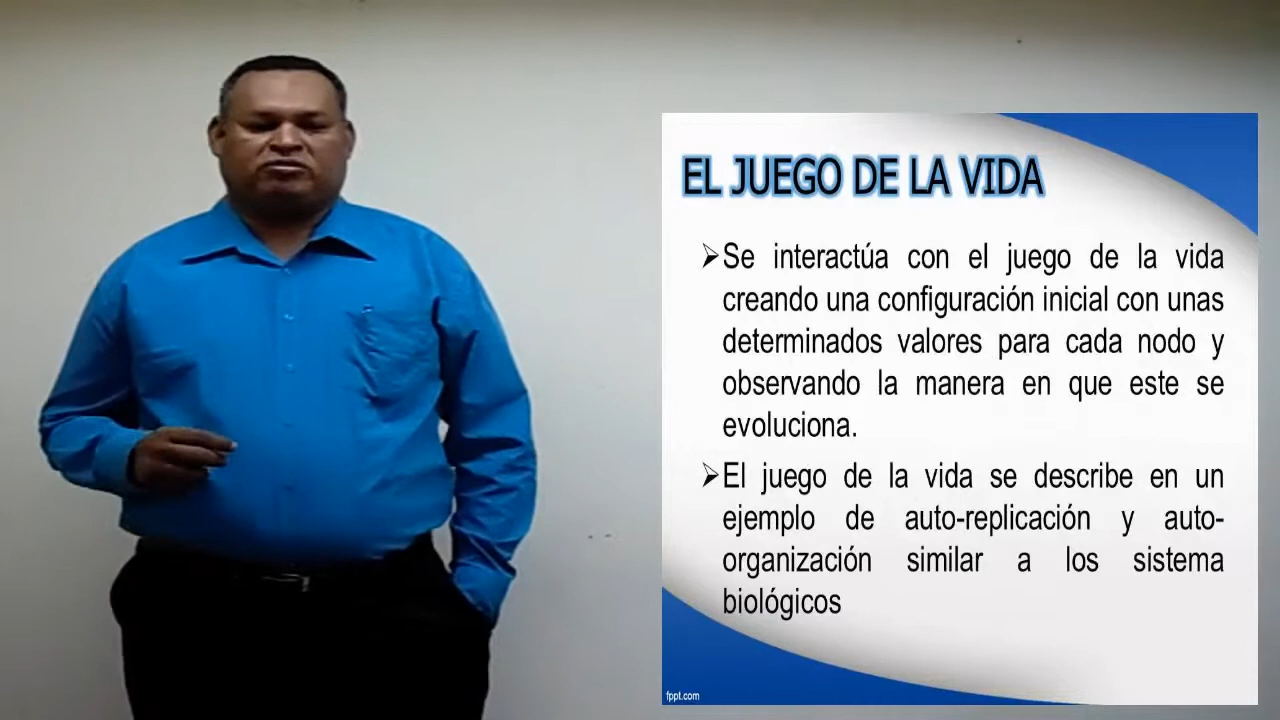 EL JUEGO DE LA VIDA
Se interactúa con el juego de la vida
creando una configuración inicial con unas
determinados valores para cada nodo y
observando la manera en que este se
evoluciona.
El juego de la vida se describe en un
ejemplo de auto-replicación y auto-
organización similar a los sistema
biológicos
fppt.com